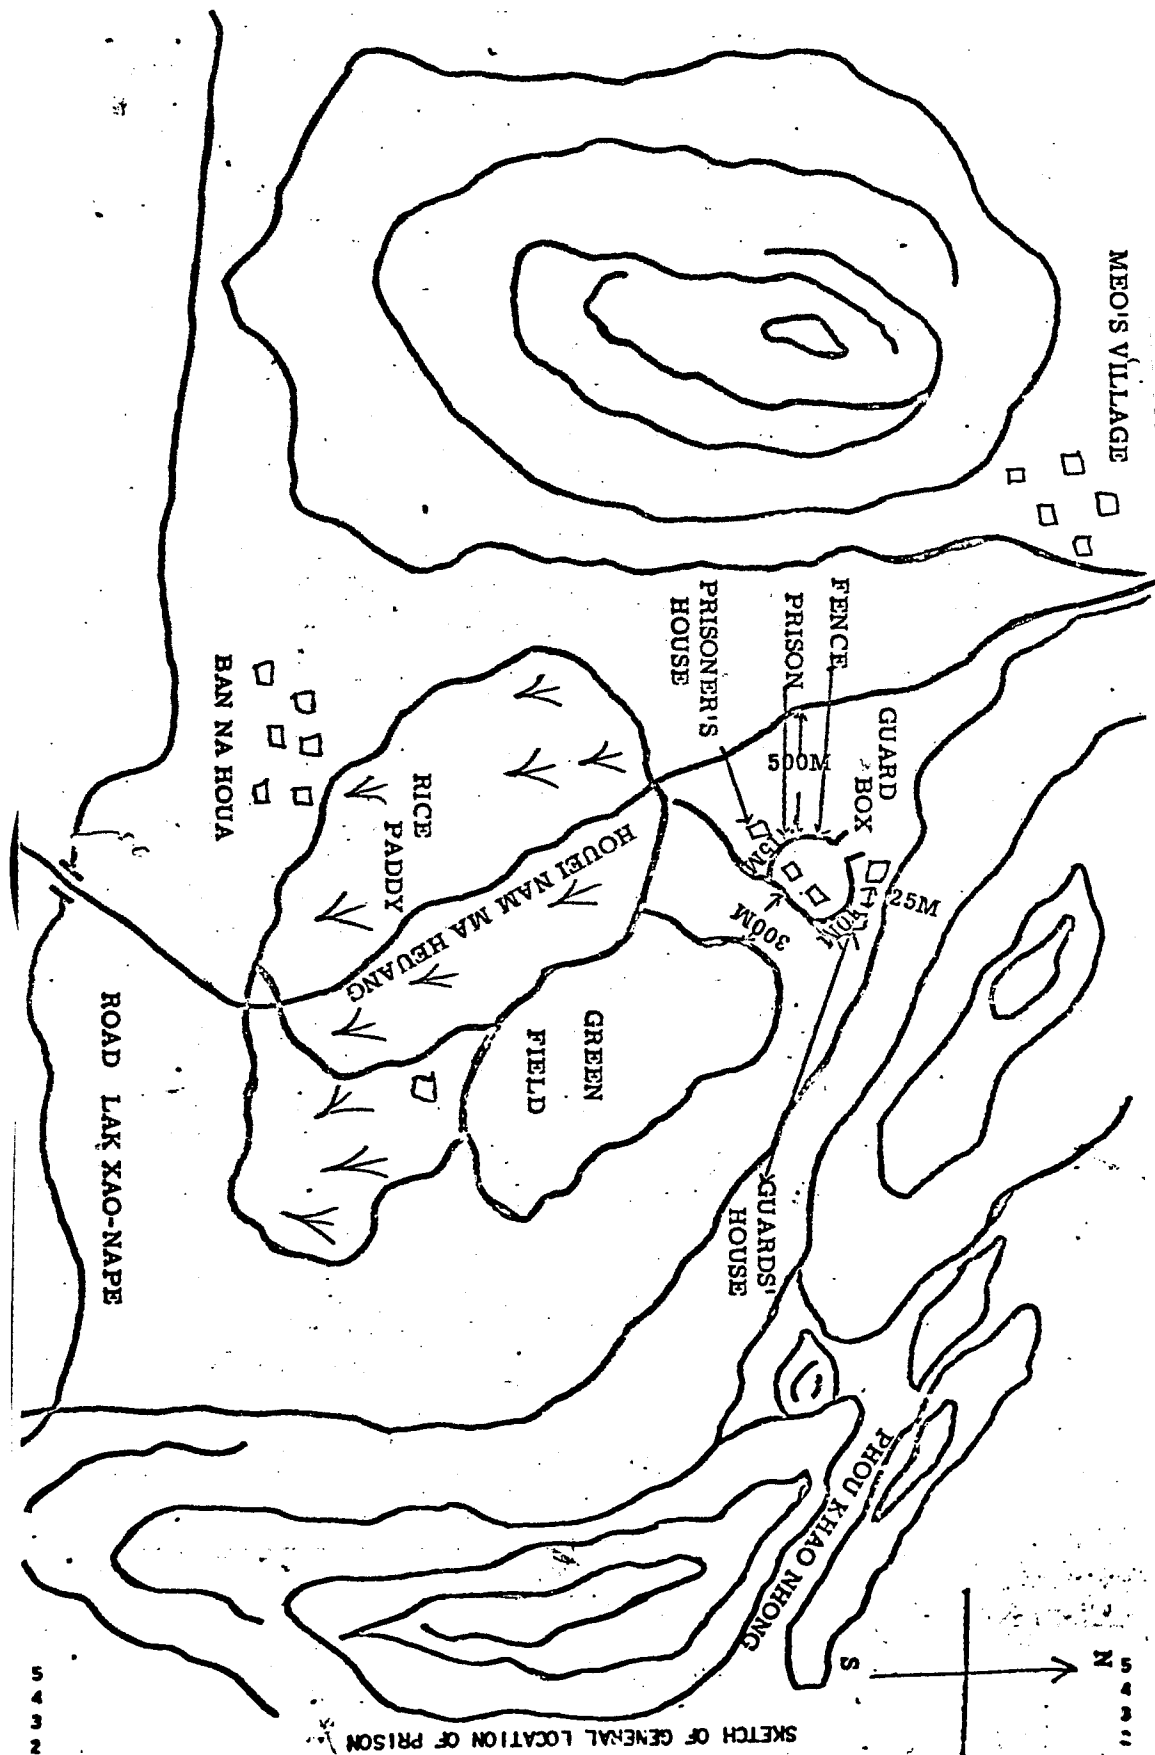 MEO'S VILLAGE
FENCE
PRISON
PRISONER'S
HOUSE
GUARD
BOX
500M
15M
25M
50M
300M
GUARDS'
HOUSE
BAN NA HOUA
RICE
PADDY
HOUEI NAM MA HEUANG
GREEN
FIELD
ROAD LAK XAO-NAPE
PHOU KHAO NHONG
N
S
SKETCH OF GENERAL LOCATION OF PRISON
5
4
3
2
5
4
3